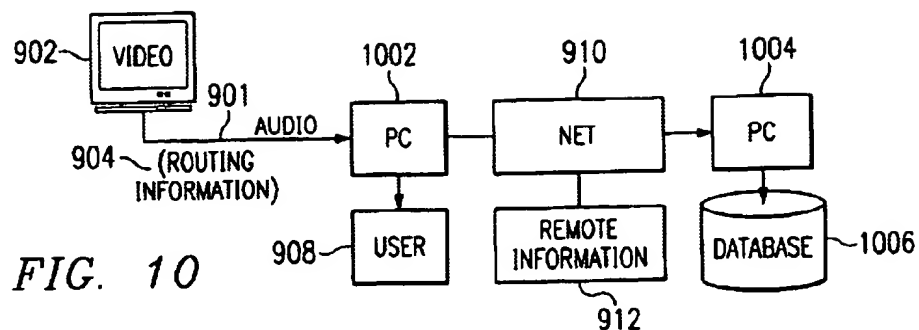 1002
910
1004
902
VIDEO
901
AUDIO
PC
NET
PC
904
(ROUTING
INFORMATION)
908
USER
REMOTE
INFORMATION
912
DATABASE
1006
FIG. 10